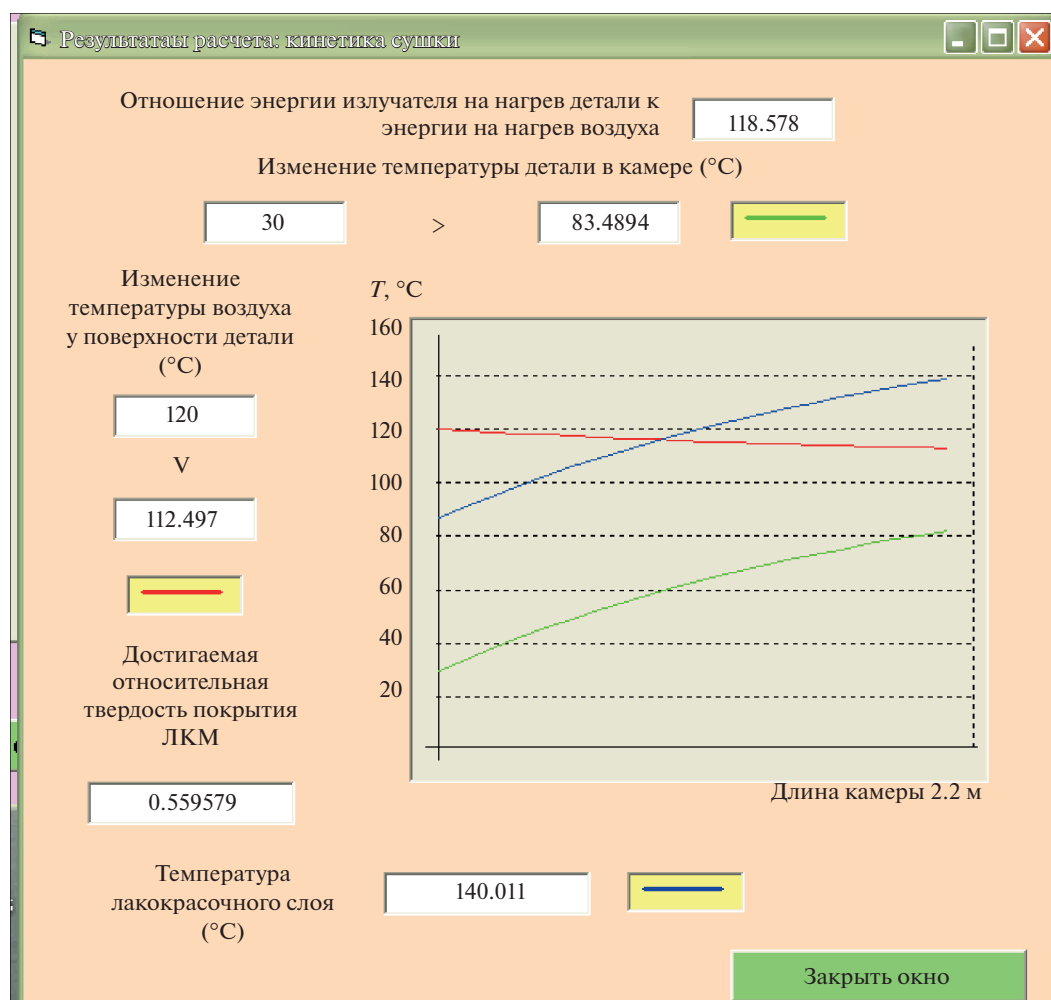 Результатаы расчета: кинетика сушки
Отношение энергии излучателя на нагрев детали к
энергии на нагрев воздуха
118.578
Изменение температуры детали в камере (°C)
30 > 83.4894
Изменение
температуры воздуха
у поверхности детали
(°C)
120
V
112.497
T, °C
160
140
120
100
80
60
40
20
Длина камеры 2.2 м
Достигаемая
относительная
твердость покрытия
ЛКМ
0.559579
Температура
лакокрасочного слоя
(°C)
140.011
Закрыть окно